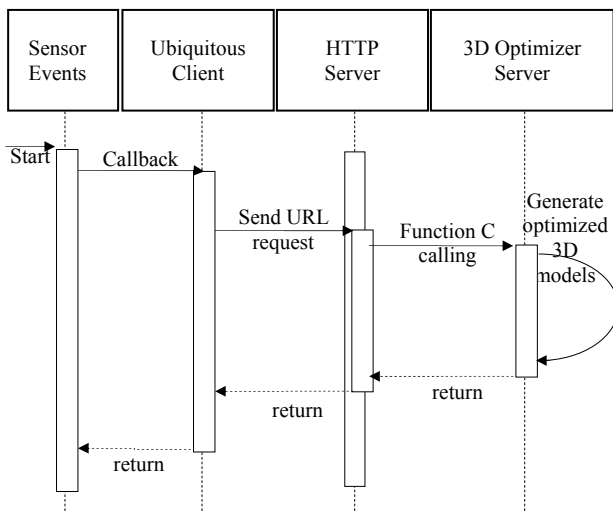 Sensor
Events
Ubiquitous
Client
HTTP
Server
3D Optimizer
Server
Start
Callback
Send URL
request
Function C
calling
Generate
optimized
3D
models
return
return
return